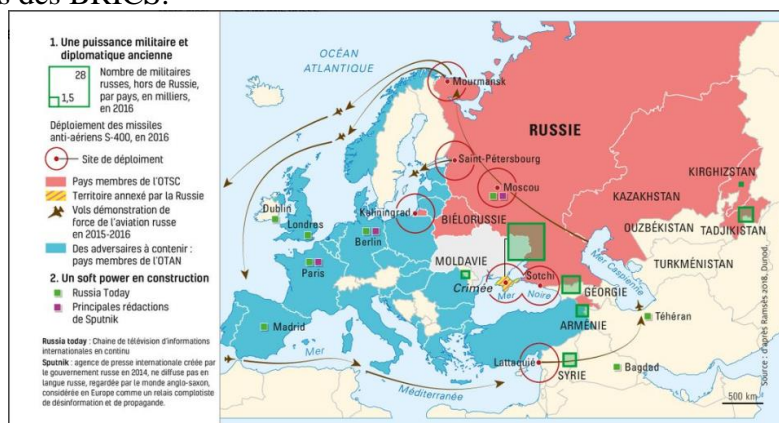 s des BRICS.
1. Une puissance militaire et
diplomatique ancienne
28
1,5
Nombre de militaires
russes, hors de Russie,
par pays, en milliers,
en 2016
Déploiement des missiles
anti-aériens S-400, en 2016
Site de déploiement
Pays membres de l'OTSC
Territoire annexé par la Russie
Vols démonstration de
force de l'aviation russe
en 2015-2016
Des adversaires à contenir :
pays membres de l'OTAN
2. Un soft power en construction
Russia Today
Principales rédactions
de Sputnik
Russia today : Chaine de télévision d'informations
internationales en continu
Sputnik : agence de presse internationale créée par
le gouvernement russe en 2014, ne diffuse pas en
langue russe, regardée par le monde anglo-saxon,
considérée en Europe comme un relais complotiste
de désinformation et de propagande.
OCÉAN
ATLANTIQUE
Mourmansk
RUSSIE
Saint-Pétersbourg
Moscou
KIRGHIZSTAN
KAZAKHSTAN
Dublin
Kaliningrad
BIÉLORUSSIE
OUZBÉKISTAN
TADJIKISTAN
Londres
Berlin
TURKMÉNISTAN
Paris
MOLDAVIE
Mer Caspienne
Sotchi
Crimée
Mer Noire
GÉORGIE
Madrid
ARMÉNIE
Téhéran
Mer
Méditerranée
Lattaquié
SYRIE
Bagdad
500 km
Source : d'après Ramsès 2018, Dunod.